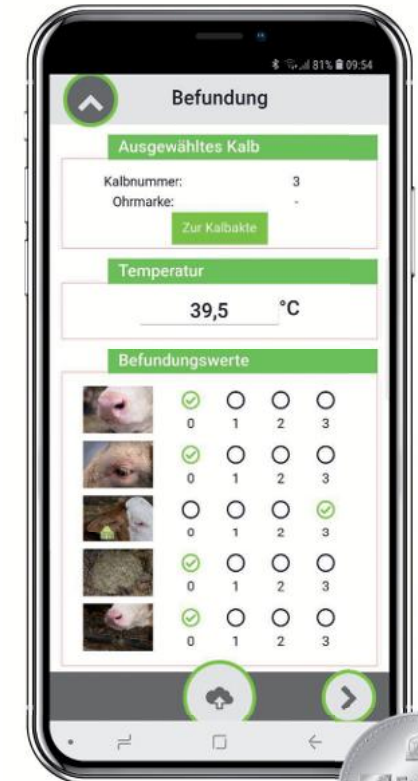 81% 09:54
Befundung
Ausgewähltes Kalb
Kalbnummer: 3
Ohrmarke: -
Zur Kalbakte
Temperatur
39,5 °C
Befundungswerte
0 1 2 3
0 1 2 3
0 1 2 3
0 1 2 3
0 1 2 3